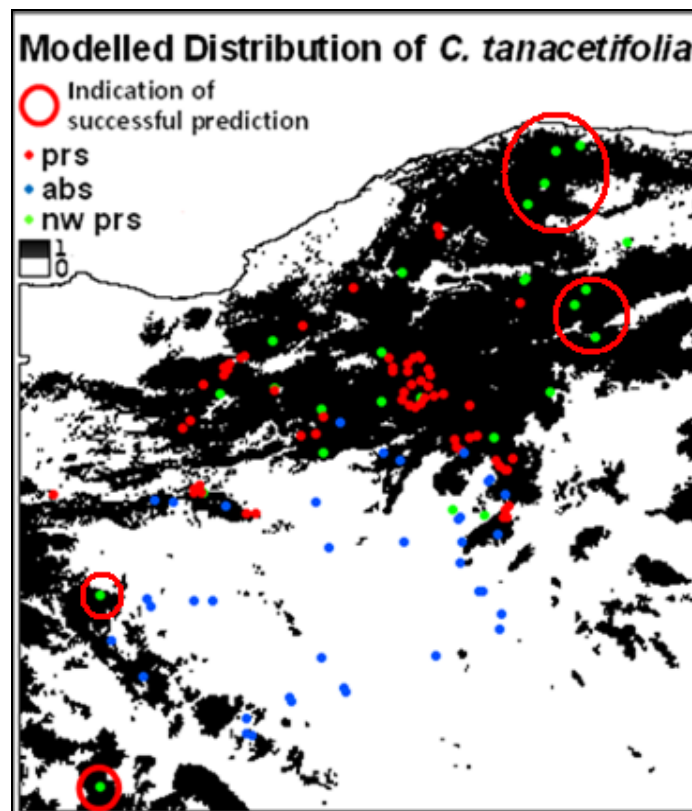 Modelled Distribution of C. tanacetifolia
Indication of
successful prediction
prs
abs
nw prs
1
0